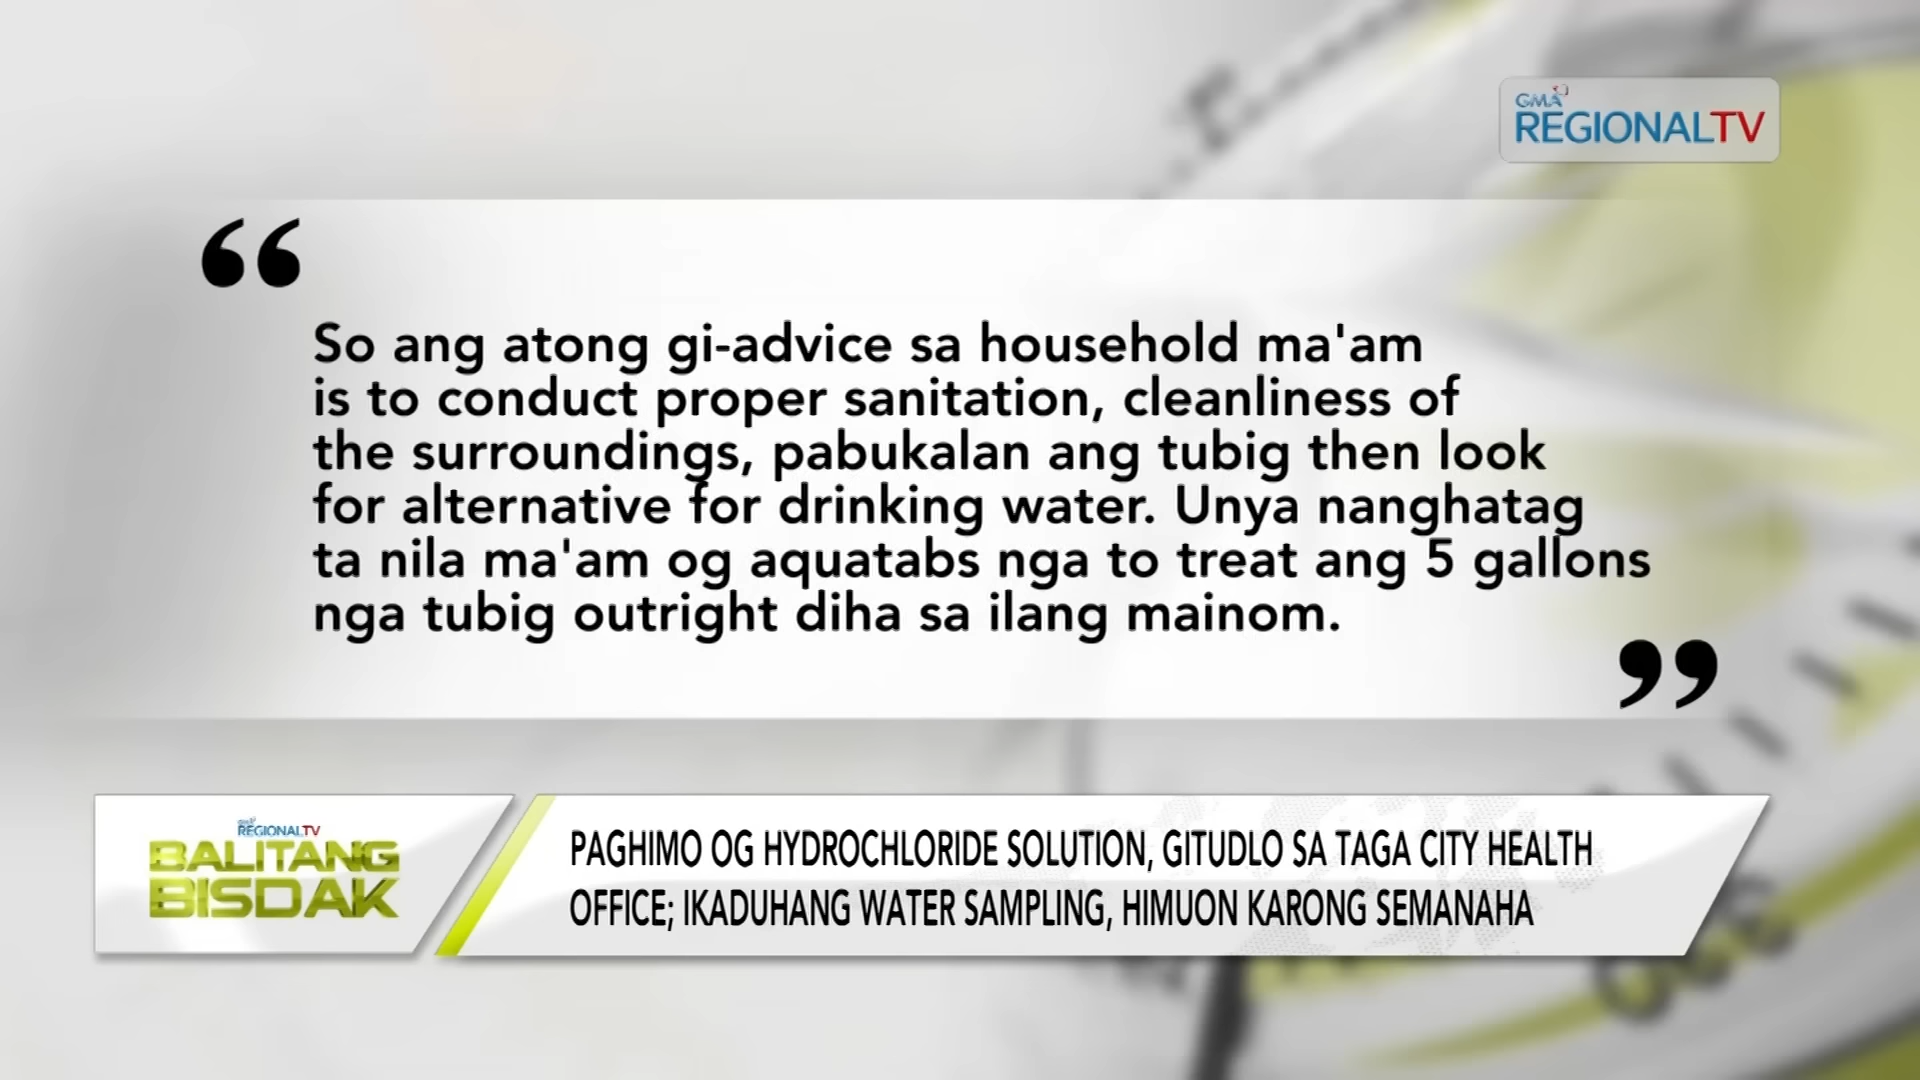 GMA
REGIONALTV
“
So ang atong gi-advice sa household ma'am
is to conduct proper sanitation, cleanliness of
the surroundings, pabukalan ang tubig then look
for alternative for drinking water. Unya nanghatag
ta nila ma'am og aquatabs nga to treat ang 5 gallons
nga tubig outright diha sa ilang mainom.
”
GMA
REGIONALTV
BALITANG
BISDAK
PAGHIMO OG HYDROCHLORIDE SOLUTION, GITUDLO SA TAGA CITY HEALTH
OFFICE; IKADUHANG WATER SAMPLING, HIMUON KARONG SEMANAHA